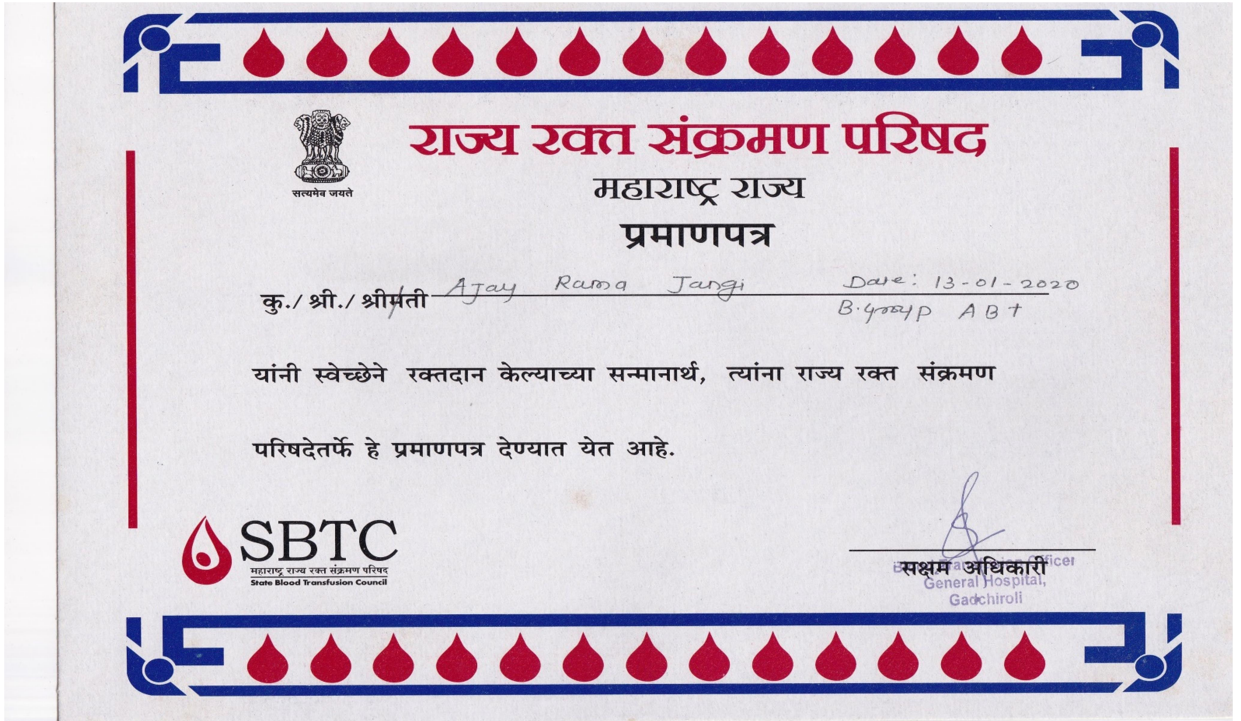 सत्यमेव जयते
राज्य रक्त संक्रमण परिषद
महाराष्ट्र राज्य
प्रमाणपत्र
कु./ श्री./ श्रीमती Ajay Rama Jangi Date: 13-01-2020
B.group AB+
यांनी स्वेच्छेने रक्तदान केल्याच्या सन्मानार्थ, त्यांना राज्य रक्त संक्रमण
परिषदेतर्फे हे प्रमाणपत्र देण्यात येत आहे.
SBTC
महाराष्ट्र राज्य रक्त संक्रमण परिषद
State Blood Transfusion Council
सक्षम अधिकारी
Officer
General Hospital,
Gadchiroli